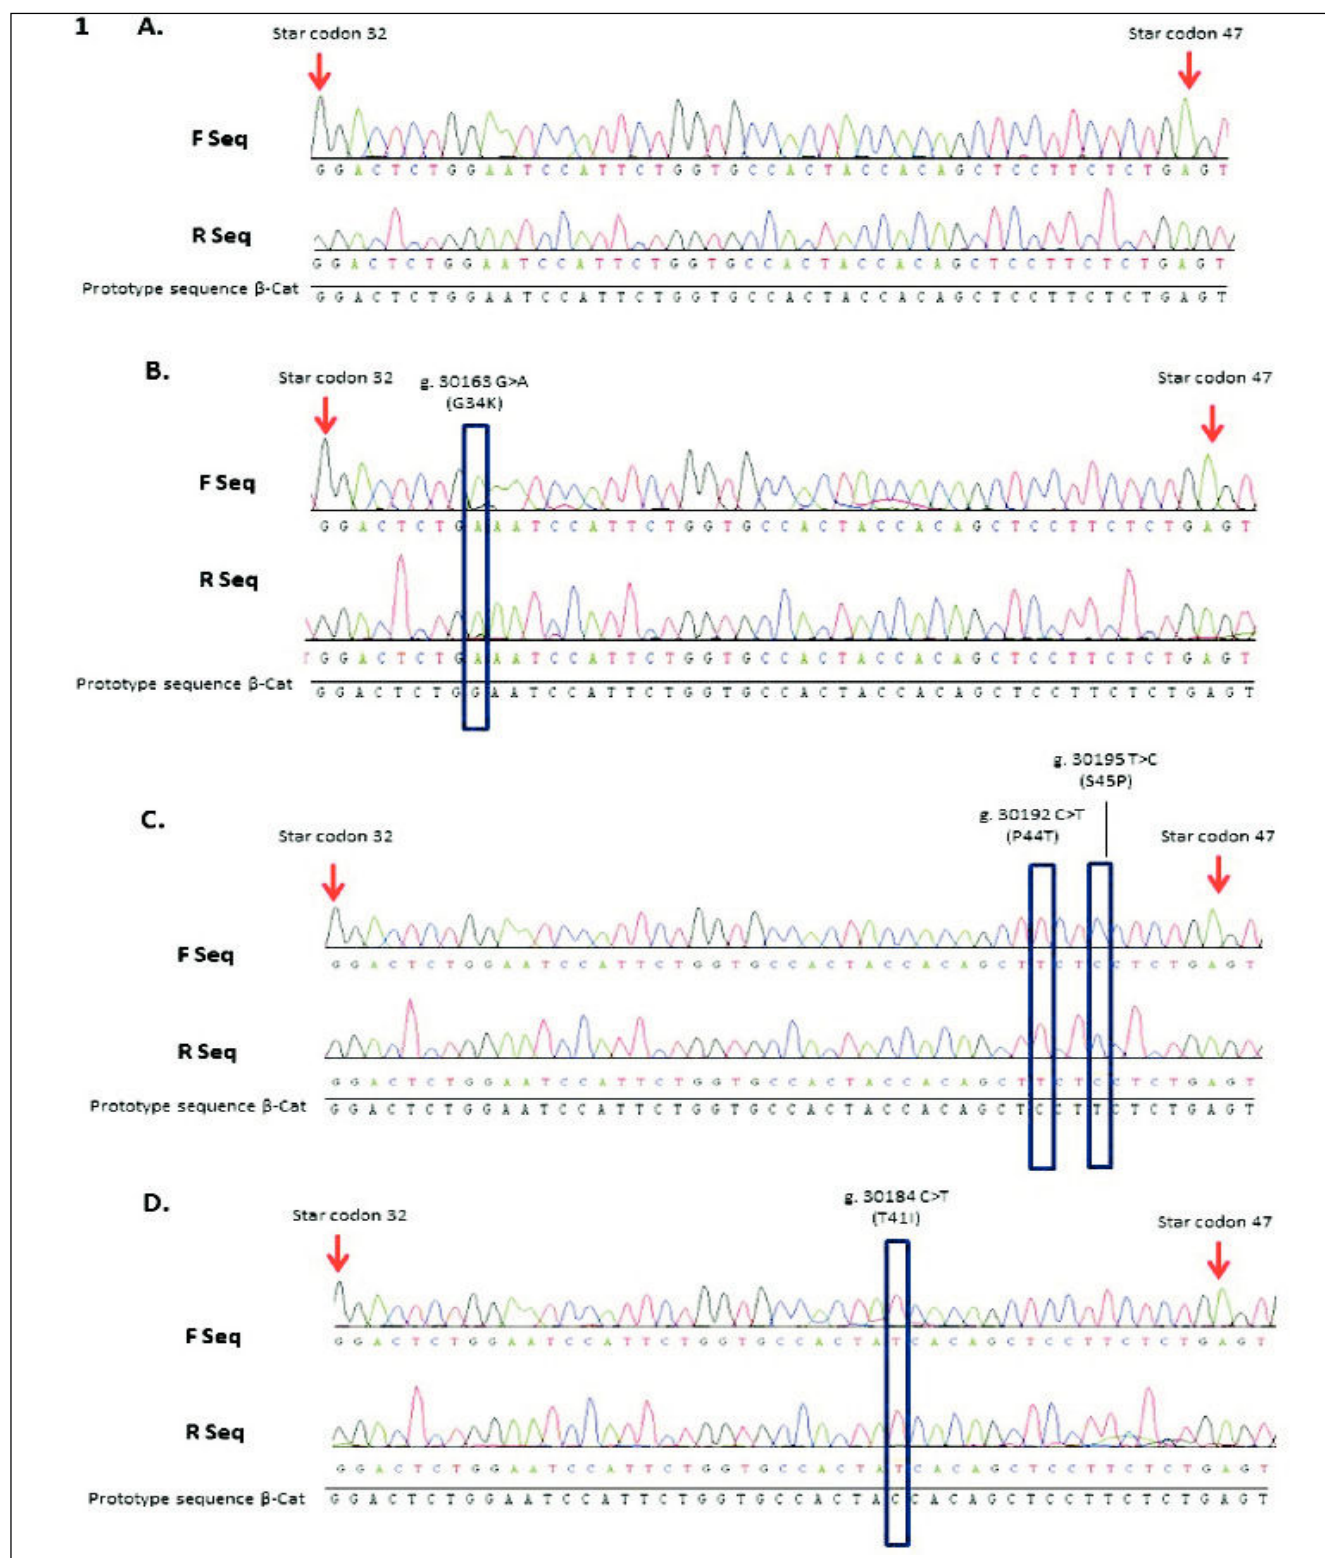 1 A.
Star codon 32 Star codon 47
F Seq
G G A C T C T G G A A T C C A T T C T G G T G C C A C T A C C A C A G C T C C T T C T C T G A G T
R Seq
G G A C T C T G G A A T C C A T T C T G G T G C C A C T A C C A C A G C T C C T T C T C T G A G T
Prototype sequence β-Cat G G A C T C T G G A A T C C A T T C T G G T G C C A C T A C C A C A G C T C C T T C T C T G A G T
B.
Star codon 32 g. 30163 G>A Star codon 47
(G34K)
F Seq
G G A C T C T G A A A T C C A T T C T G G T G C C A C T A C C A C A G C T C C T T C T C T G A G T
R Seq
T G G A C T C T G A A A T C C A T T C T G G T G C C A C T A C C A C A G C T C C T T C T C T G A G T
Prototype sequence β-Cat G G A C T C T G G A A T C C A T T C T G G T G C C A C T A C C A C A G C T C C T T C T C T G A G T
g. 30195 T>C
(S45P)
C.
g. 30192 C>T
(P44T)
Star codon 32 Star codon 47
F Seq
G G A C T C T G G A A T C C A T T C T G G T G C C A C T A C C A C A G C T T C T C C T C T G A G T
R Seq
G G A C T C T G G A A T C C A T T C T G G T G C C A C T A C C A C A G C T T C T C C T C T G A G T
Prototype sequence β-Cat G G A C T C T G G A A T C C A T T C T G G T G C C A C T A C C A C A G C T C C T T C T C T G A G T
D.
g. 30184 C>T
(T41I)
Star codon 32 Star codon 47
F Seq
G G A C T C T G G A A T C C A T T C T G G T G C C A C T A T C A C A G C T C C T T C T C T G A G T
R Seq
G G A C T C T G G A A T C C A T T C T G G T G C C A C T A T C A C A G C T C C T T C T C T G A G T
Prototype sequence β-Cat G G A C T C T G G A A T C C A T T C T G G T G C C A C T A C C A C A G C T C C T T C T C T G A G T